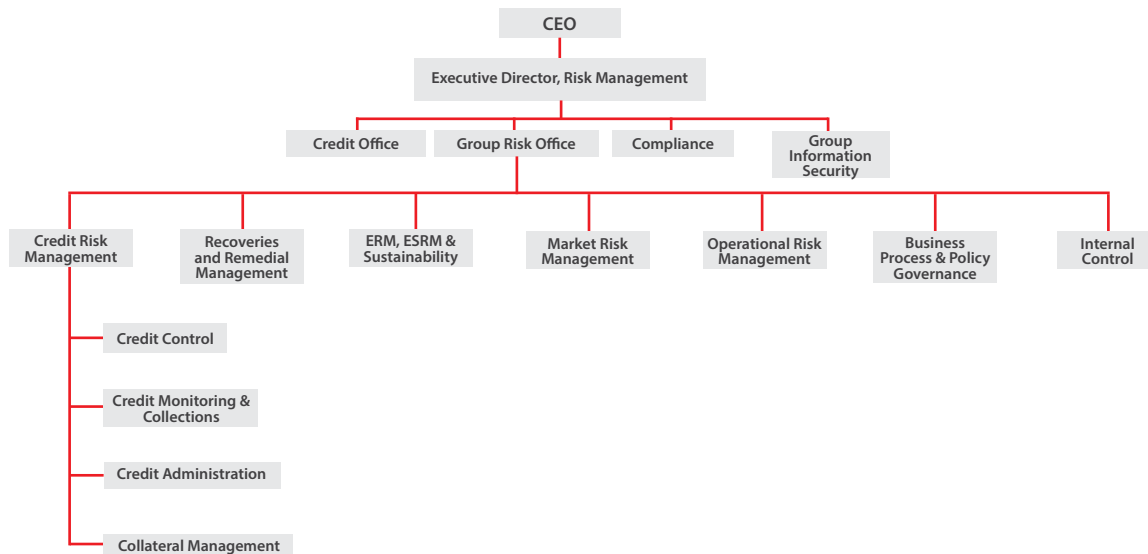 CEO
Executive Director, Risk Management
Credit Office
Group Risk Office
Compliance
Group
Information
Security
Credit Risk
Management
Recoveries
and Remedial
Management
ERM, ESRM &
Sustainability
Market Risk
Management
Operational Risk
Management
Business
Process & Policy
Governance
Internal
Control
Credit Control
Credit Monitoring &
Collections
Credit Administration
Collateral Management